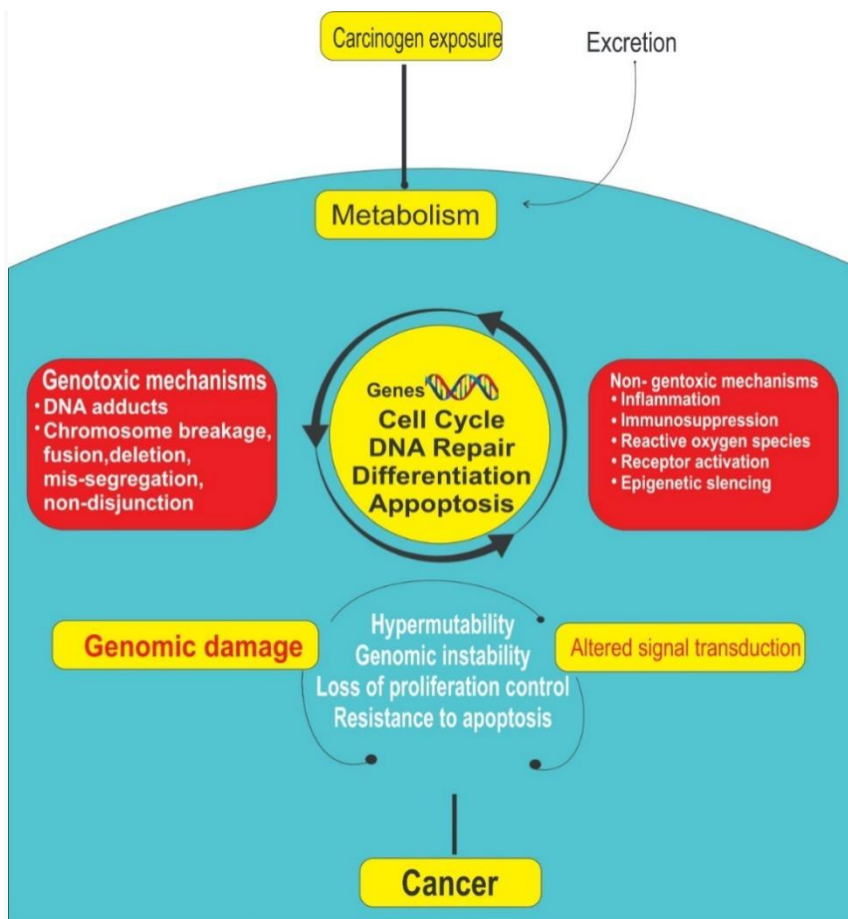 Carcinogen exposure
Excretion
Metabolism
Genotoxic mechanisms
• DNA adducts
• Chromosome breakage,
fusion,deletion,
mis-segregation,
non-disjunction
Genes
Cell Cycle
DNA Repair
Differentiation
Appoptosis
Non- gentoxic mechanisms
• Inflammation
• Immunosuppression
• Reactive oxygen species
• Receptor activation
• Epigenetic slencing
Genomic damage
Hypermutability
Genomic instability
Loss of proliferation control
Resistance to apoptosis
Altered signal transduction
Cancer